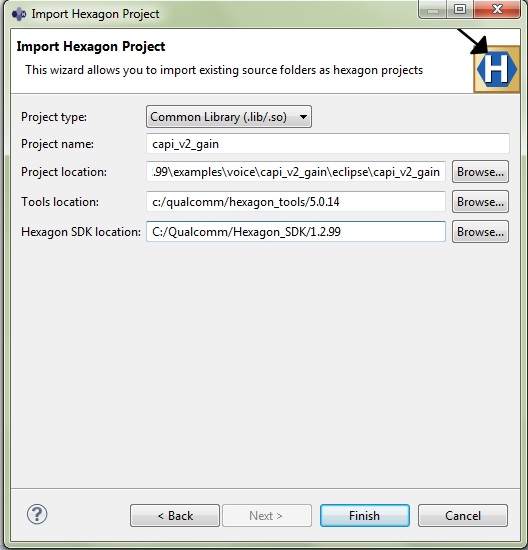 Import Hexagon Project
Import Hexagon Project
This wizard allows you to import existing source folders as hexagon projects
H
Project type: Common Library (.lib/.so)
Project name: capi_v2_gain
Project location: .99\examples\voice\capi_v2_gain\eclipse\capi_v2_gain Browse...
Tools location: c:/qualcomm/hexagon_tools/5.0.14 Browse...
Hexagon SDK location: C:/Qualcomm/Hexagon_SDK/1.2.99 Browse...
? < Back Next > Finish Cancel